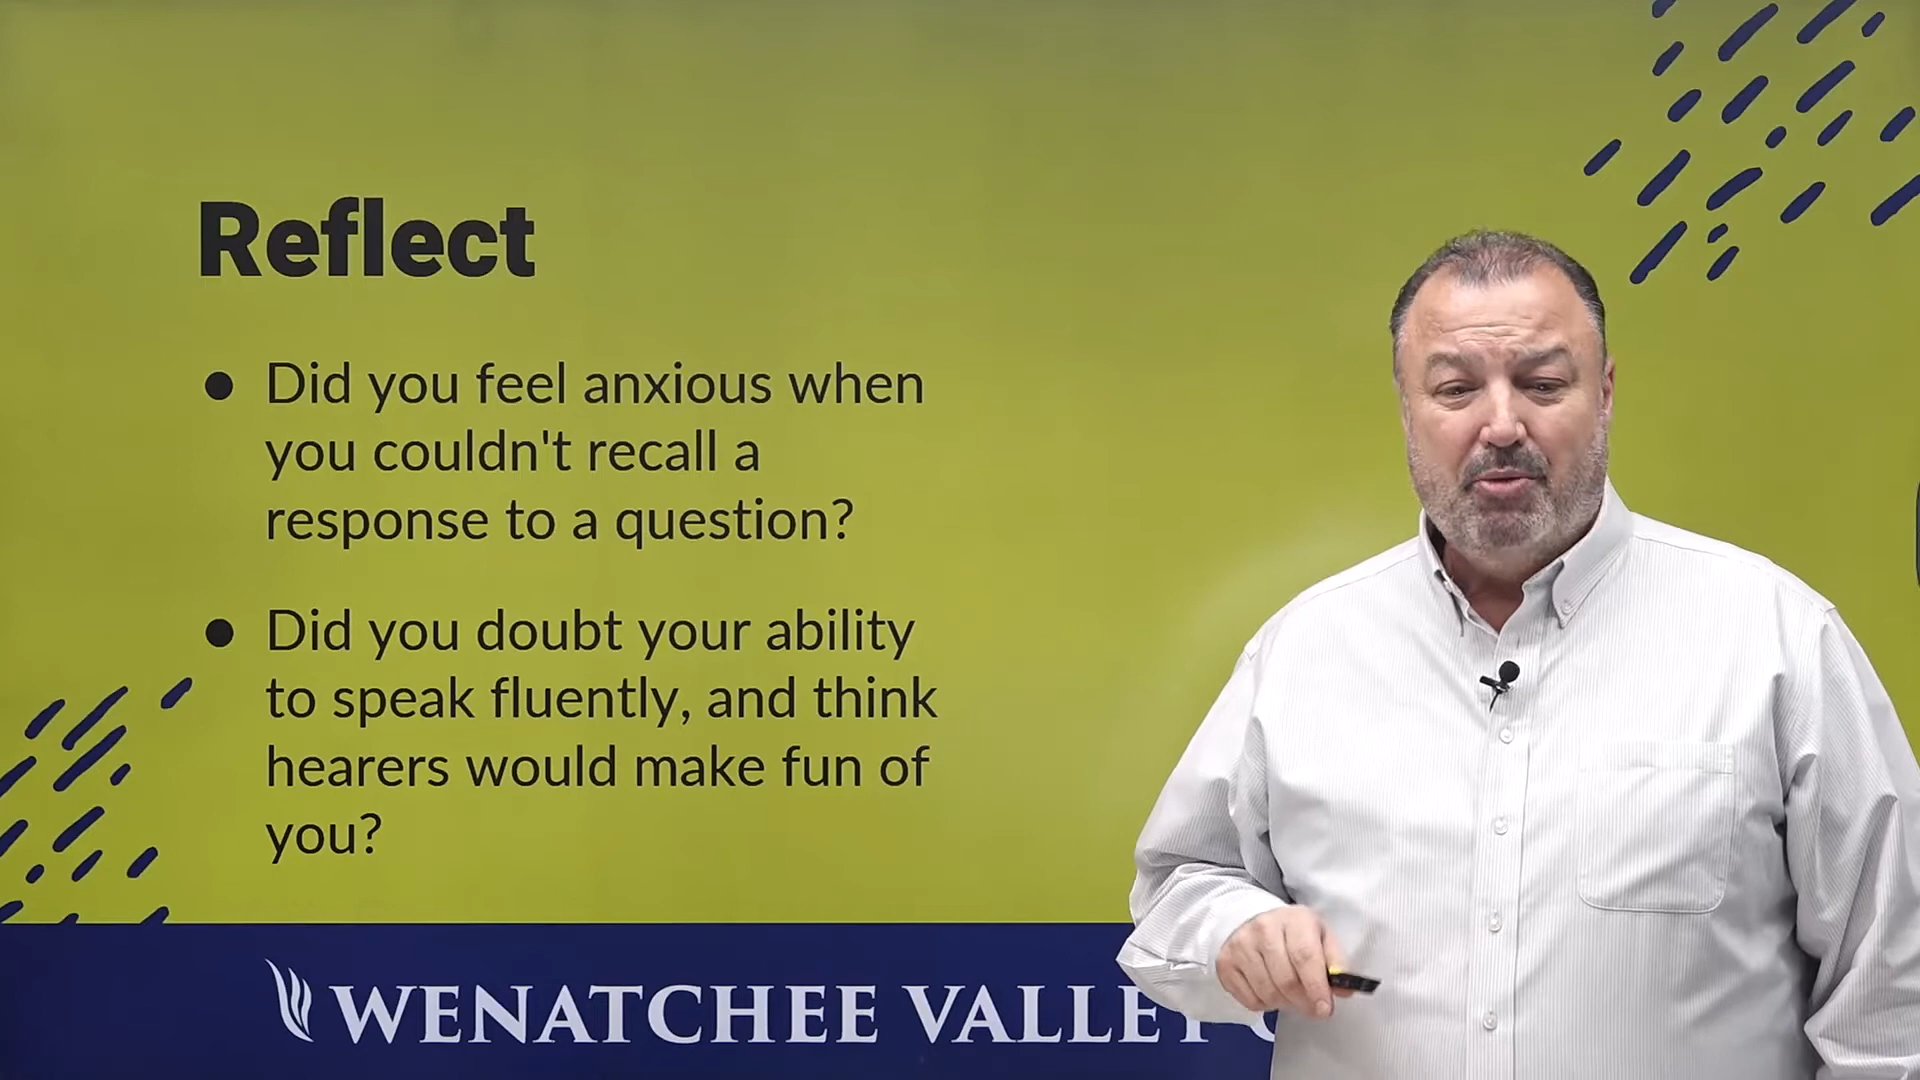 Reflect
● Did you feel anxious when
you couldn't recall a
response to a question?
● Did you doubt your ability
to speak fluently, and think
hearers would make fun of
you?
WENATCHEE VALLEY